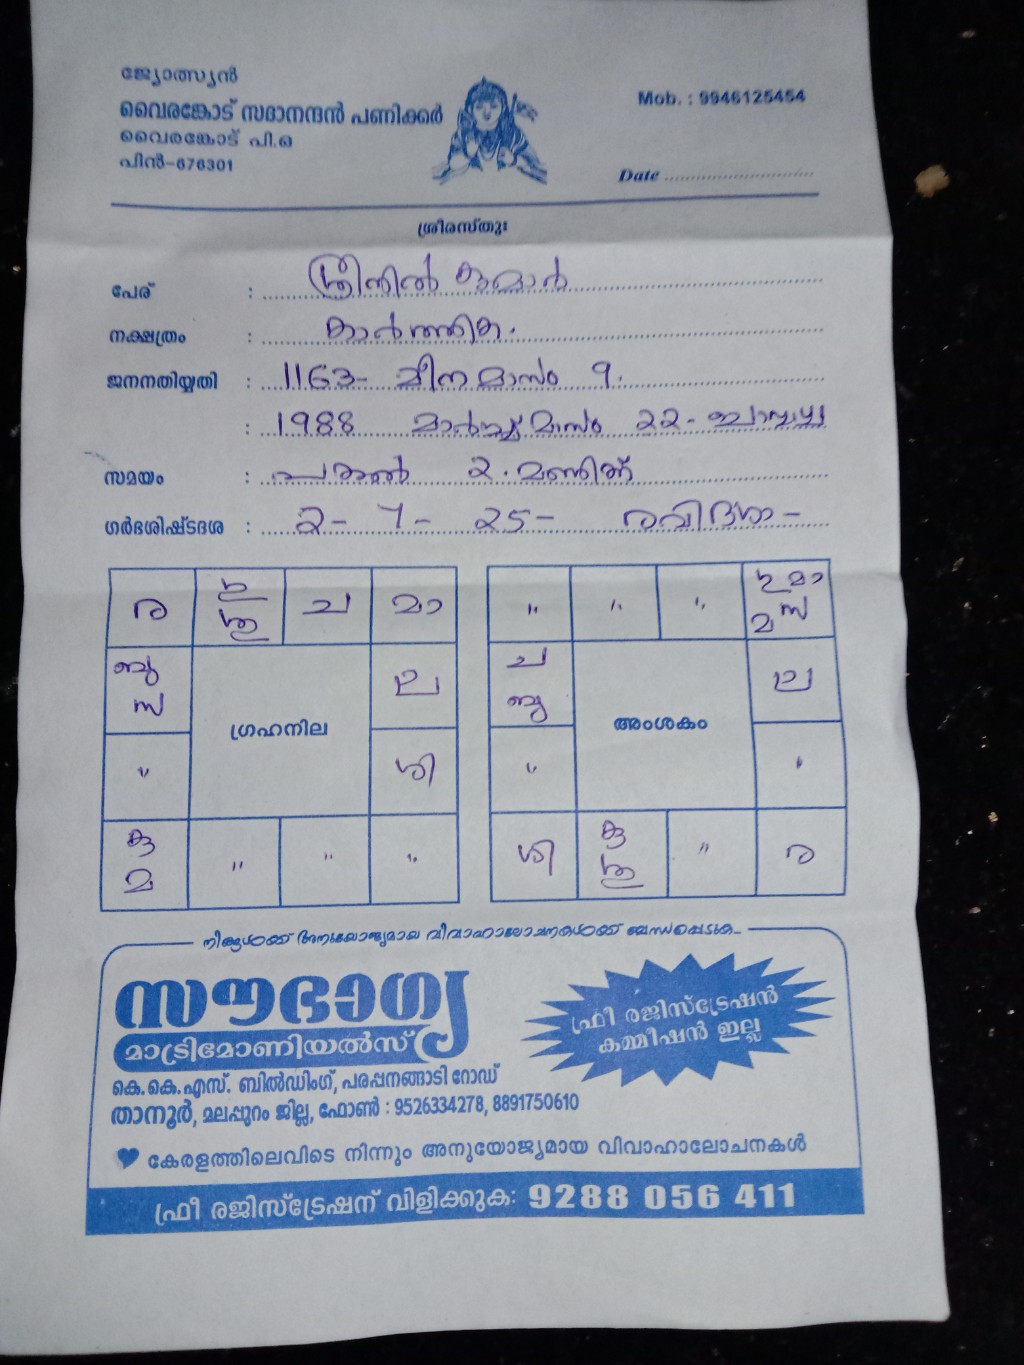 ജ്യോത്സ്യൻ
വൈരങ്കോട് സദാനന്ദൻ പണിക്കർ
വൈരങ്കോട് പി.ഒ
പിൻ-676301
Mob. : 9946125454
Date
ശ്രീരസ്തുഃ
പേര് : ശ്രീനിൽ കുമാർ
നക്ഷത്രം : കാർത്തിക.
ജനനതിയ്യതി : 1163- മീനമാസം 9.
: 1988 മാർച്ചുമാസം 22-
സമയം : പകൽ 2. മണിക്ക്
ഗർഭശിഷ്ടദശ : 2- 7- 25- രവിദശാ-
ര ഹ ശു ച മാ
ബു സ ല
ഗ്രഹനില
" ശി
കു മ " " "
" " " മാ സ മ
ച ബു ല
അംശകം
" "
ശി കു ശു " ര
നിങ്ങൾക്ക് അനുയോജ്യമായ വിവാഹാലോചനകൾക്ക് ബന്ധപ്പെടുക..
സൗഭാഗ്യ
മാട്രിമോണിയൽസ്
ഫ്രീ രജിസ്ട്രേഷൻ
കമ്മീഷൻ ഇല്ല
കെ.കെ.എസ്. ബിൽഡിംഗ്, പരപ്പനങ്ങാടി റോഡ്
താനൂർ, മലപ്പുറം ജില്ല, ഫോൺ : 9526334278, 8891750610
കേരളത്തിലെവിടെ നിന്നും അനുയോജ്യമായ വിവാഹാലോചനകൾ
ഫ്രീ രജിസ്ട്രേഷന് വിളിക്കുക: 9288 056 411